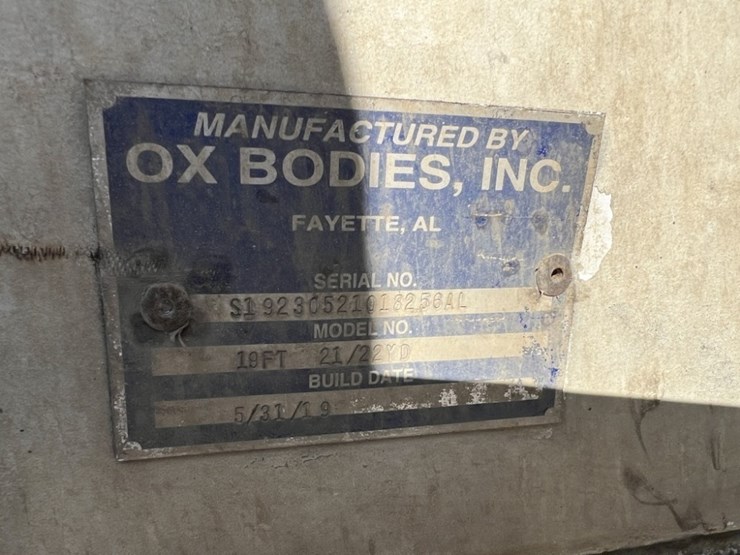 MANUFACTURED BY
OX BODIES, INC.
FAYETTE, AL
SERIAL NO.
MODEL NO.
19FT 21/22YD
BUILD DATE
5/31/19